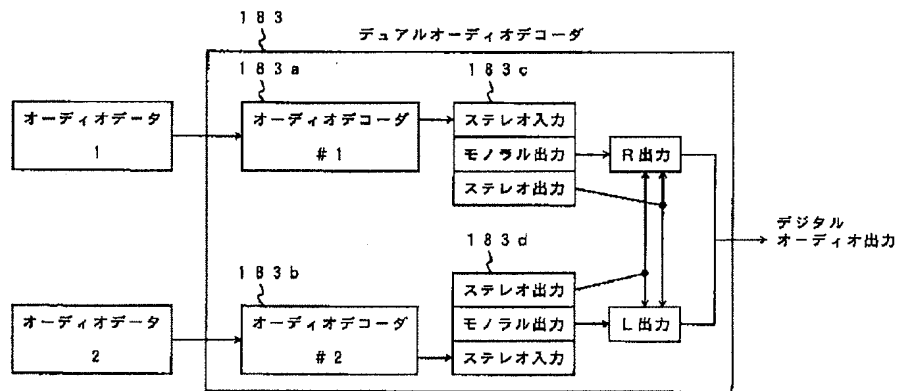 183
デュアルオーディオデコーダ
183a
183c
オーディオデータ
1
オーディオデコーダ
#1
ステレオ入力
モノラル出力
ステレオ出力
R出力
デジタル
オーディオ出力
183b
183d
オーディオデータ
2
オーディオデコーダ
#2
ステレオ出力
モノラル出力
ステレオ入力
L出力